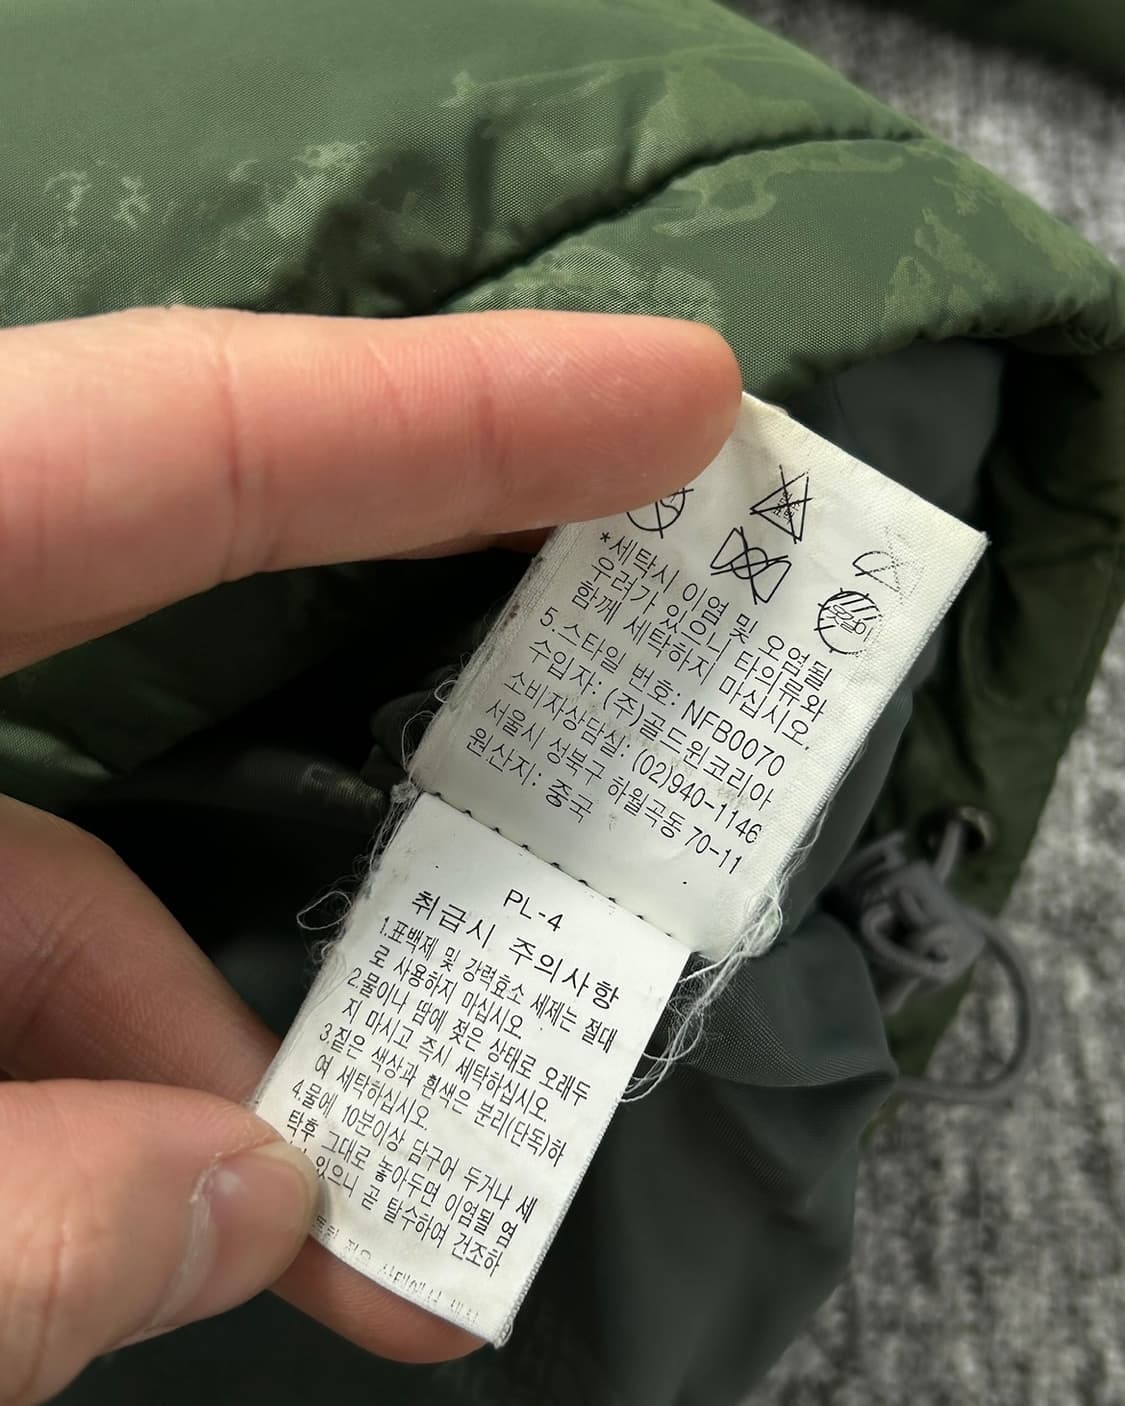 *세탁시 이염 및 오염될
우려가 있으니 타의류와
함께 세탁하지 마십시오.
5.스타일 번호: NFB0070
수입자: (주)골드윈코리아
소비자상담실: (02)940-1146
서울시 성북구 하월곡동 70-11
원산지: 중국
PL-4
취급시 주의사항
1.표백제 및 강력효소 세제는 절대
로 사용하지 마십시오.
2.물이나 땀에 젖은 상태로 오래두
지 마시고 즉시 세탁하십시오
3.짙은 색상과 흰색은 분리(단독)하
여 세탁하십시오.
4.물에 10분이상 담구어 두거나 세
탁후 그대로 놓아두면 이염될 염
있으니 곧 탈수하여 건조하